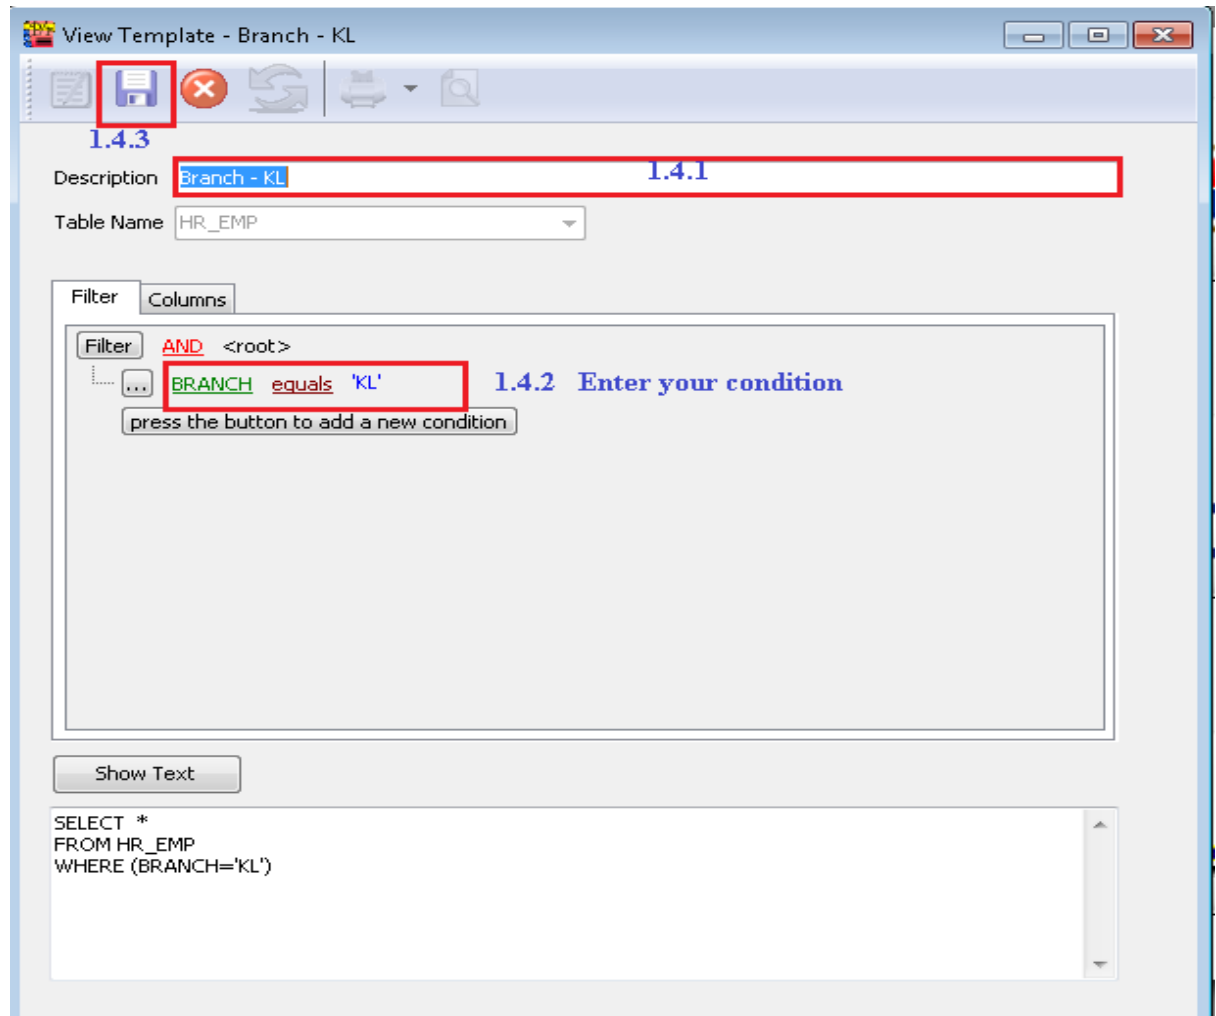 View Template - Branch - KL
1.4.3
Description Branch - KL 1.4.1
Table Name HR_EMP
Filter Columns
Filter AND <root>
... BRANCH equals 'KL' 1.4.2 Enter your condition
press the button to add a new condition
Show Text
SELECT *
FROM HR_EMP
WHERE (BRANCH='KL')